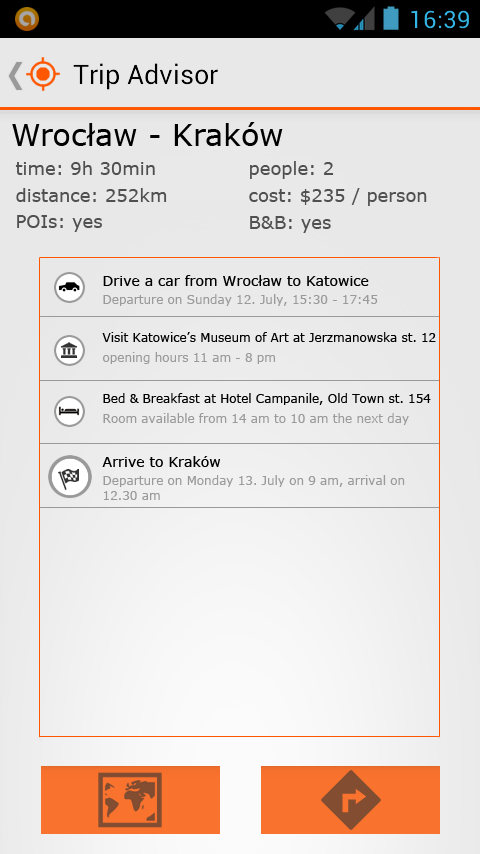 16:39
Trip Advisor
Wrocław - Kraków
time: 9h 30min
people: 2
distance: 252km
cost: $235 / person
POIs: yes
B&B: yes
Drive a car from Wrocław to Katowice
Departure on Sunday 12. July, 15:30 - 17:45
Visit Katowice’s Museum of Art at Jerzmanowska st. 12
opening hours 11 am - 8 pm
Bed & Breakfast at Hotel Campanile, Old Town st. 154
Room available from 14 am to 10 am the next day
Arrive to Kraków
Departure on Monday 13. July on 9 am, arrival on
12.30 am